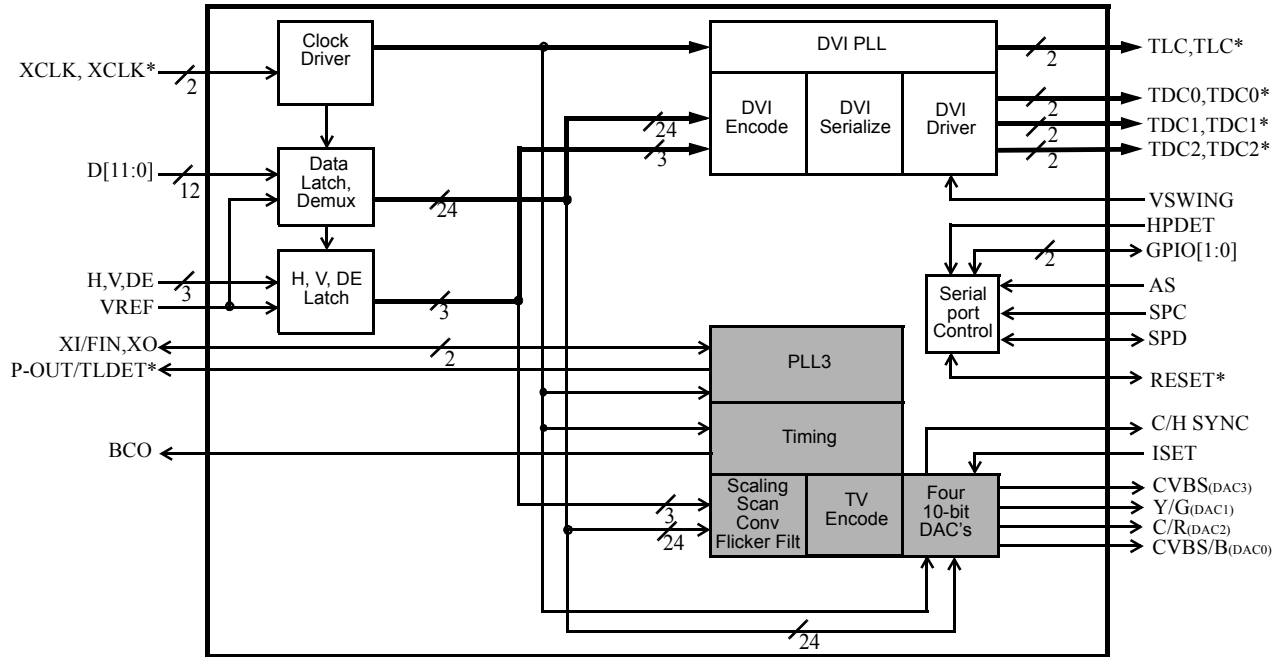 Clock
Driver
XCLK, XCLK*
2
D[11:0]
12
Data
Latch,
Demux
24
H,V,DE
3
VREF
H, V, DE
Latch
3
XI/FIN,XO
2
P-OUT/TLDET*
BCO
DVI PLL
DVI
Encode
DVI
Serialize
DVI
Driver
24
3
2
TLC,TLC*
2
TDC0,TDC0*
2
TDC1,TDC1*
2
TDC2,TDC2*
VSWING
HPDET
2
GPIO[1:0]
AS
SPC
SPD
RESET*
Serial
port
Control
PLL3
Timing
Scaling
Scan
Conv
Flicker Filt
TV
Encode
Four
10-bit
DAC's
3
24
24
C/H SYNC
ISET
CVBS(DAC3)
Y/G(DAC1)
C/R(DAC2)
CVBS/B(DAC0)